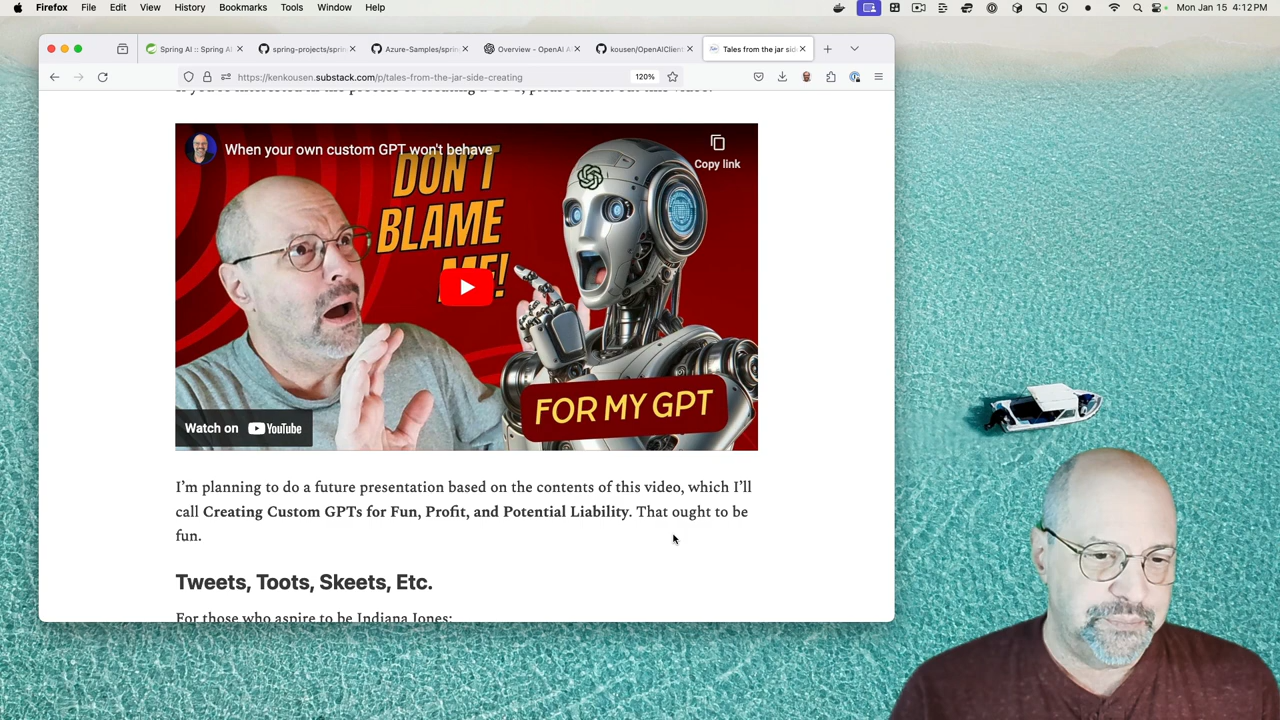 Firefox File Edit View History Bookmarks Tools Window Help
Mon Jan 15 4:12 PM
Spring AI :: Spring AI
spring-projects/sprin
Azure-Samples/spring
Overview - OpenAI A
kousen/OpenAIClient
Tales from the jar sid
https://kenkousen.substack.com/p/tales-from-the-jar-side-creating
120%
When your own custom GPT won't behave
Copy link
DON'T
BLAME
ME!
FOR MY GPT
Watch on YouTube
I'm planning to do a future presentation based on the contents of this video, which I'll
call Creating Custom GPTs for Fun, Profit, and Potential Liability. That ought to be
fun.
Tweets, Toots, Skeets, Etc.
For those who aspire to be Indiana Jones: